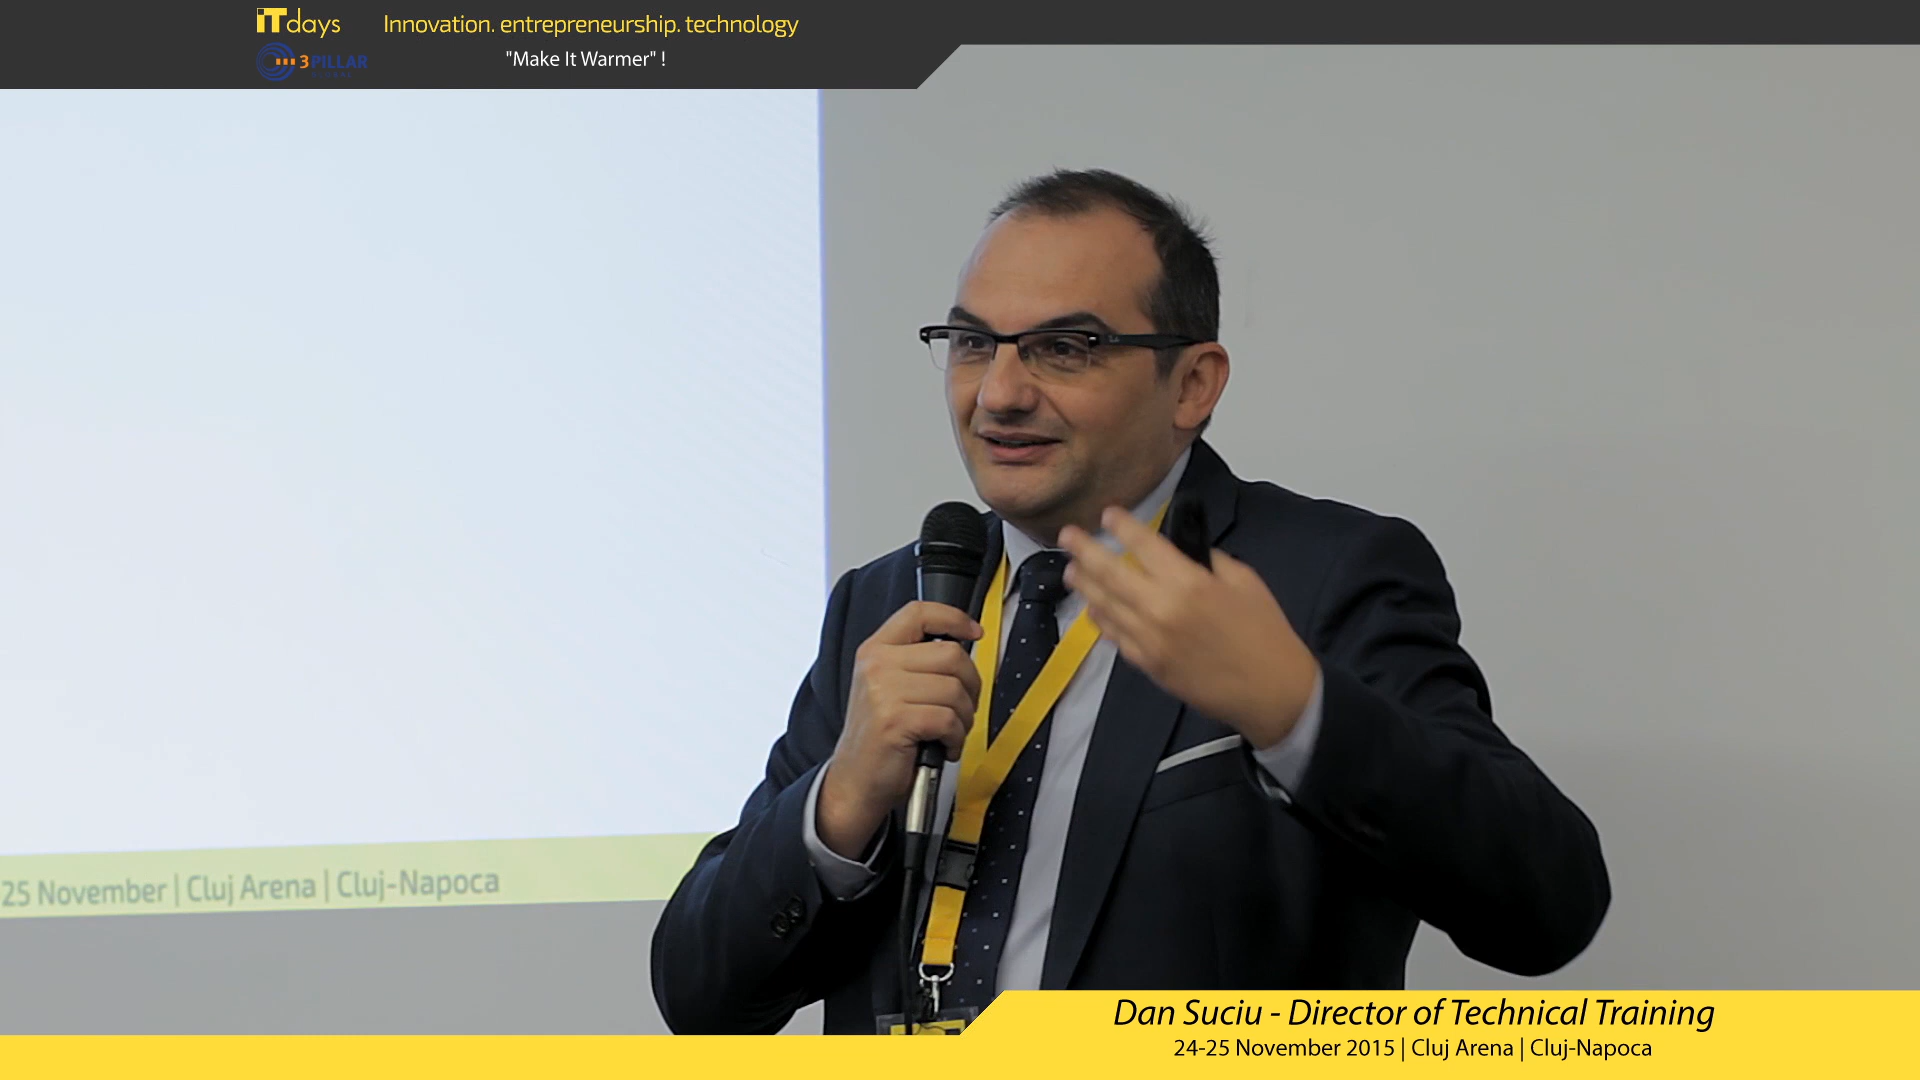 iTdays
Innovation. entrepreneurship. technology
3PILLAR
GLOBAL
"Make It Warmer" !
25 November | Cluj Arena | Cluj-Napoca
Dan Suciu - Director of Technical Training
24-25 November 2015 | Cluj Arena | Cluj-Napoca